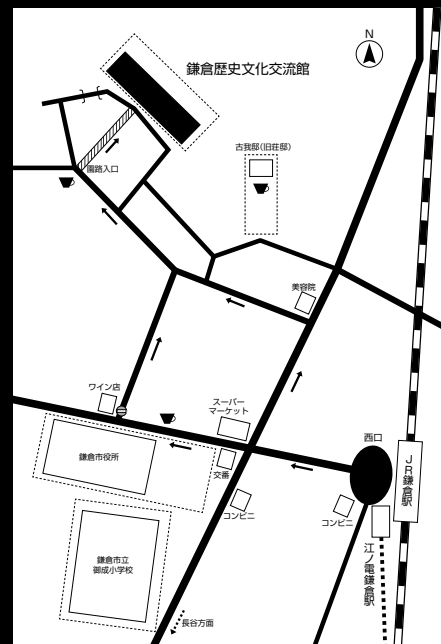 N
鎌倉歴史文化交流館
古我邸(旧荘邸)
園路入口
美容院
ワイン店
スーパー
マーケット
西口
鎌倉市役所
交番
JR鎌倉駅
コンビニ
コンビニ
江ノ電鎌倉駅
鎌倉市立
御成小学校
長谷方面